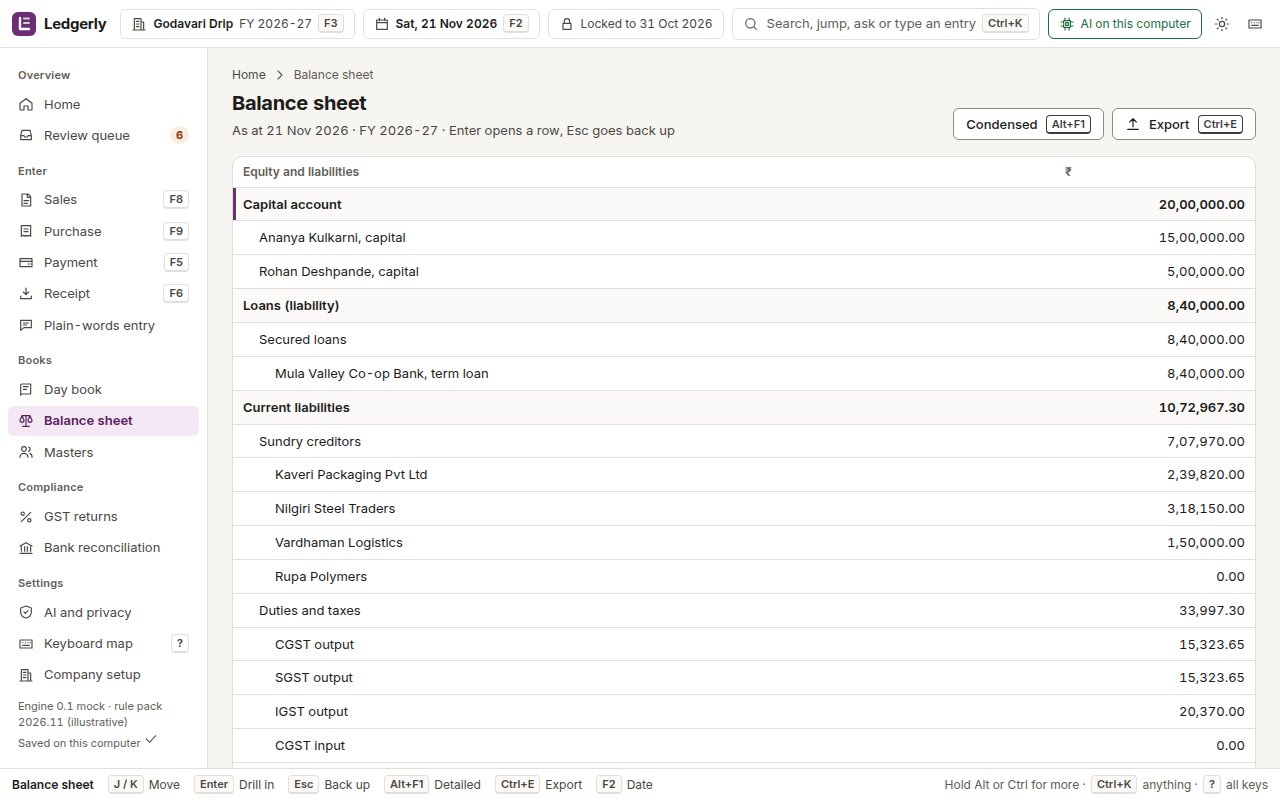 Ledgerly
Godavari Drip FY 2026-27 F3
Sat, 21 Nov 2026 F2
Locked to 31 Oct 2026
Search, jump, ask or type an entry Ctrl+K
AI on this computer
Overview
Home
Review queue 6
Enter
Sales F8
Purchase F9
Payment F5
Receipt F6
Plain-words entry
Books
Day book
Balance sheet
Masters
Compliance
GST returns
Bank reconciliation
Settings
AI and privacy
Keyboard map ?
Company setup
Engine 0.1 mock · rule pack
2026.11 (illustrative)
Saved on this computer
Home > Balance sheet
Balance sheet
As at 21 Nov 2026 · FY 2026-27 · Enter opens a row, Esc goes back up
Condensed Alt+F1
Export Ctrl+E
Equity and liabilities ₹
Capital account 20,00,000.00
Ananya Kulkarni, capital 15,00,000.00
Rohan Deshpande, capital 5,00,000.00
Loans (liability) 8,40,000.00
Secured loans 8,40,000.00
Mula Valley Co-op Bank, term loan 8,40,000.00
Current liabilities 10,72,967.30
Sundry creditors 7,07,970.00
Kaveri Packaging Pvt Ltd 2,39,820.00
Nilgiri Steel Traders 3,18,150.00
Vardhaman Logistics 1,50,000.00
Rupa Polymers 0.00
Duties and taxes 33,997.30
CGST output 15,323.65
SGST output 15,323.65
IGST output 20,370.00
CGST input 0.00
Balance sheet J / K Move Enter Drill in Esc Back up Alt+F1 Detailed Ctrl+E Export F2 Date
Hold Alt or Ctrl for more · Ctrl+K anything · ? all keys